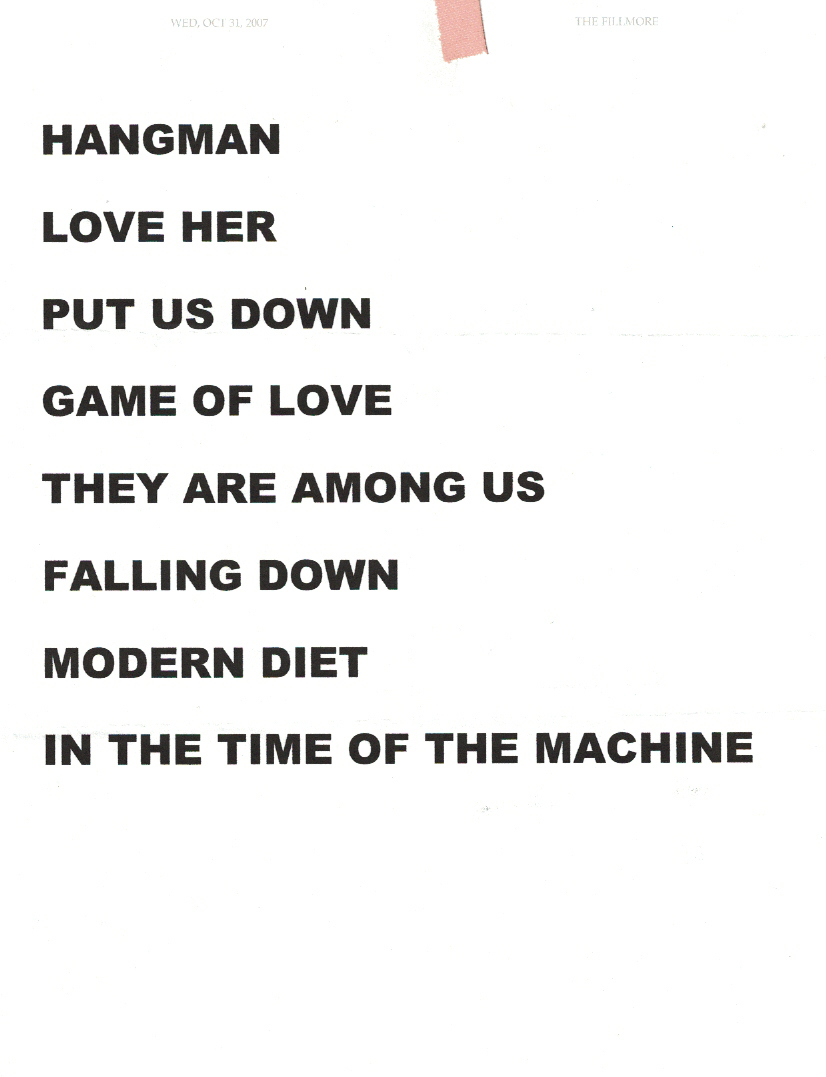 WED, OCT 31, 2007 THE FILLMORE
HANGMAN
LOVE HER
PUT US DOWN
GAME OF LOVE
THEY ARE AMONG US
FALLING DOWN
MODERN DIET
IN THE TIME OF THE MACHINE